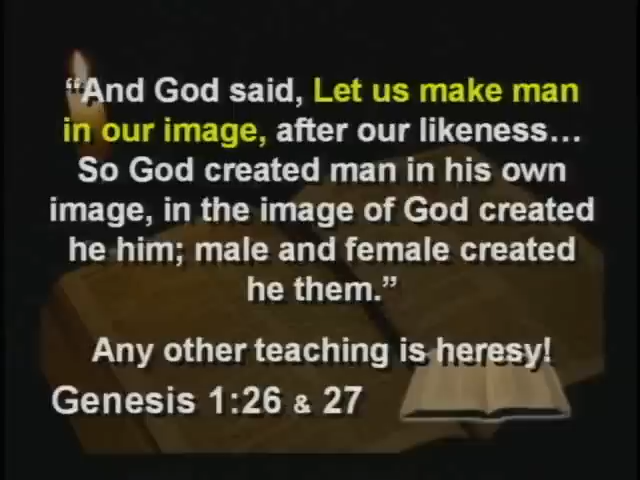 “And God said, Let us make man
in our image, after our likeness…
So God created man in his own
image, in the image of God created
he him; male and female created
he them.”
Any other teaching is heresy!
Genesis 1:26 & 27